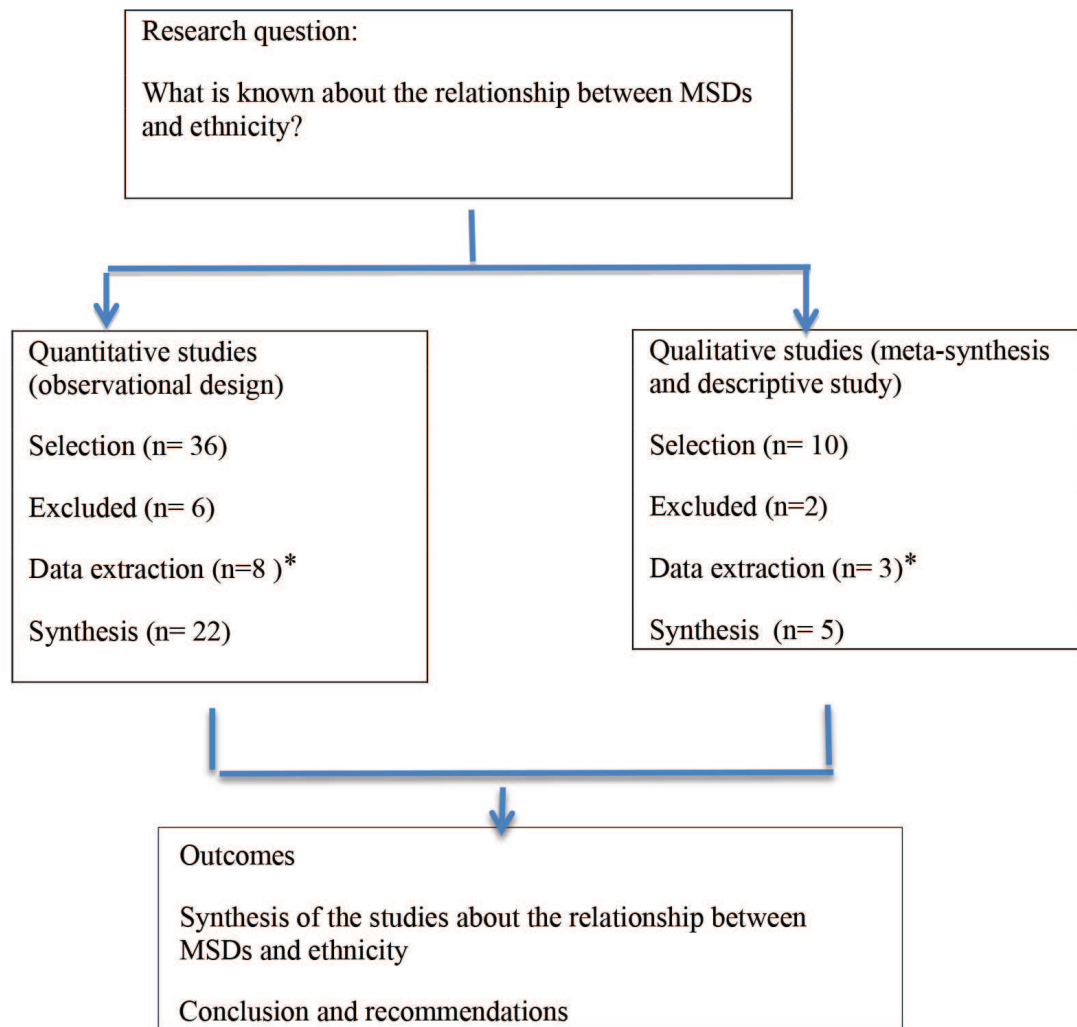 Research question:
What is known about the relationship between MSDs
and ethnicity?
Quantitative studies
(observational design)
Selection (n= 36)
Excluded (n= 6)
Data extraction (n=8 )*
Synthesis (n= 22)
Qualitative studies (meta-synthesis
and descriptive study)
Selection (n= 10)
Excluded (n=2)
Data extraction (n= 3)*
Synthesis  (n= 5)
Outcomes
Synthesis of the studies about the relationship between
MSDs and ethnicity
Conclusion and recommendations